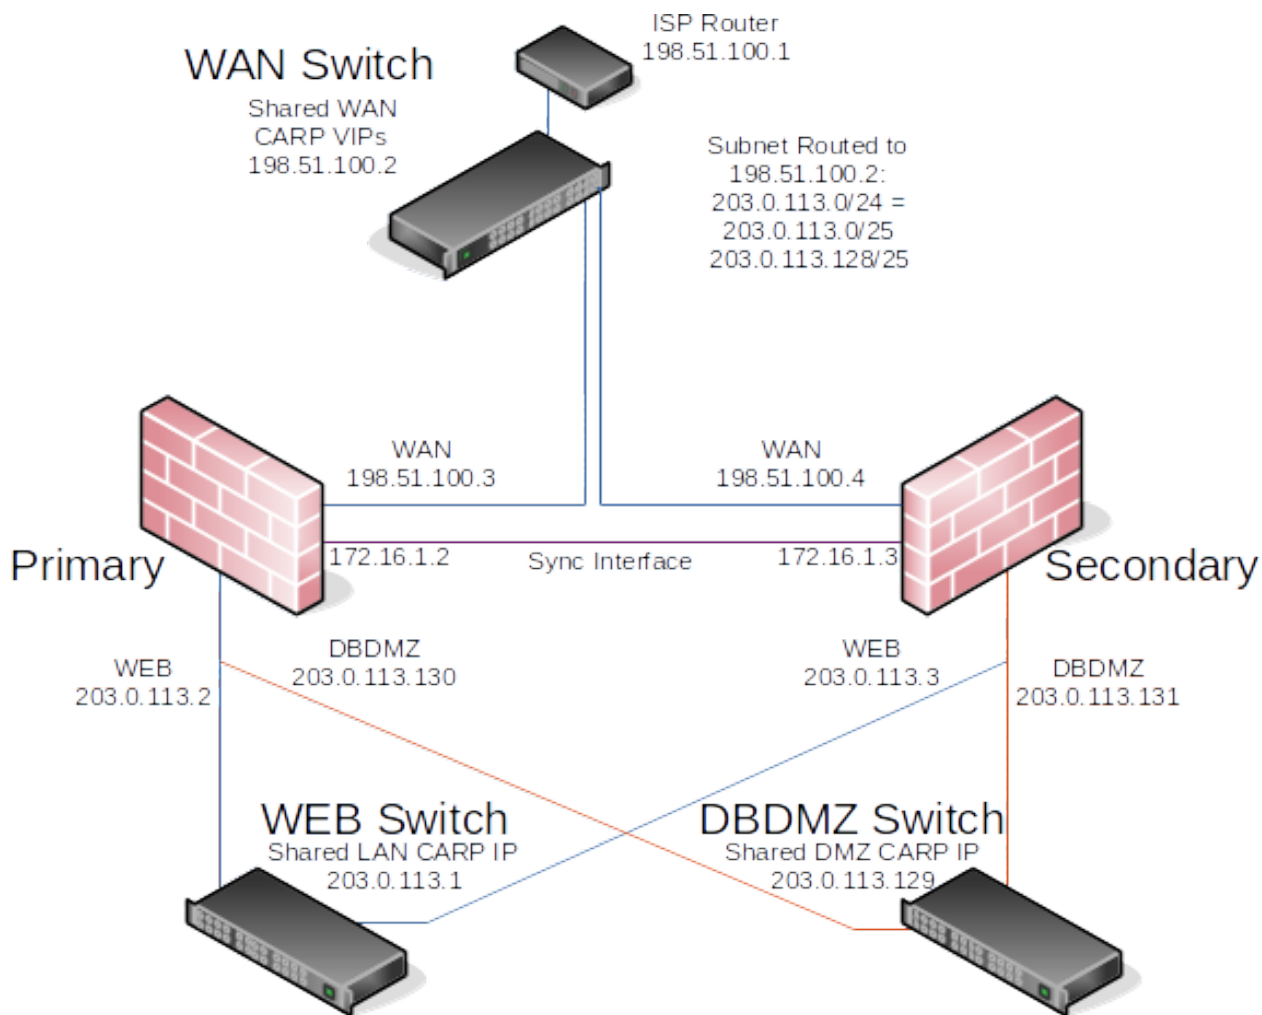 ISP Router
198.51.100.1
WAN Switch
Shared WAN
CARP VIPs
198.51.100.2
Subnet Routed to
198.51.100.2:
203.0.113.0/24 =
203.0.113.0/25
203.0.113.128/25
WAN
198.51.100.3
WAN
198.51.100.4
Primary
172.16.1.2
Sync Interface
172.16.1.3
Secondary
WEB
203.0.113.2
DBDMZ
203.0.113.130
WEB
203.0.113.3
DBDMZ
203.0.113.131
WEB Switch
Shared LAN CARP IP
203.0.113.1
DBDMZ Switch
Shared DMZ CARP IP
203.0.113.129